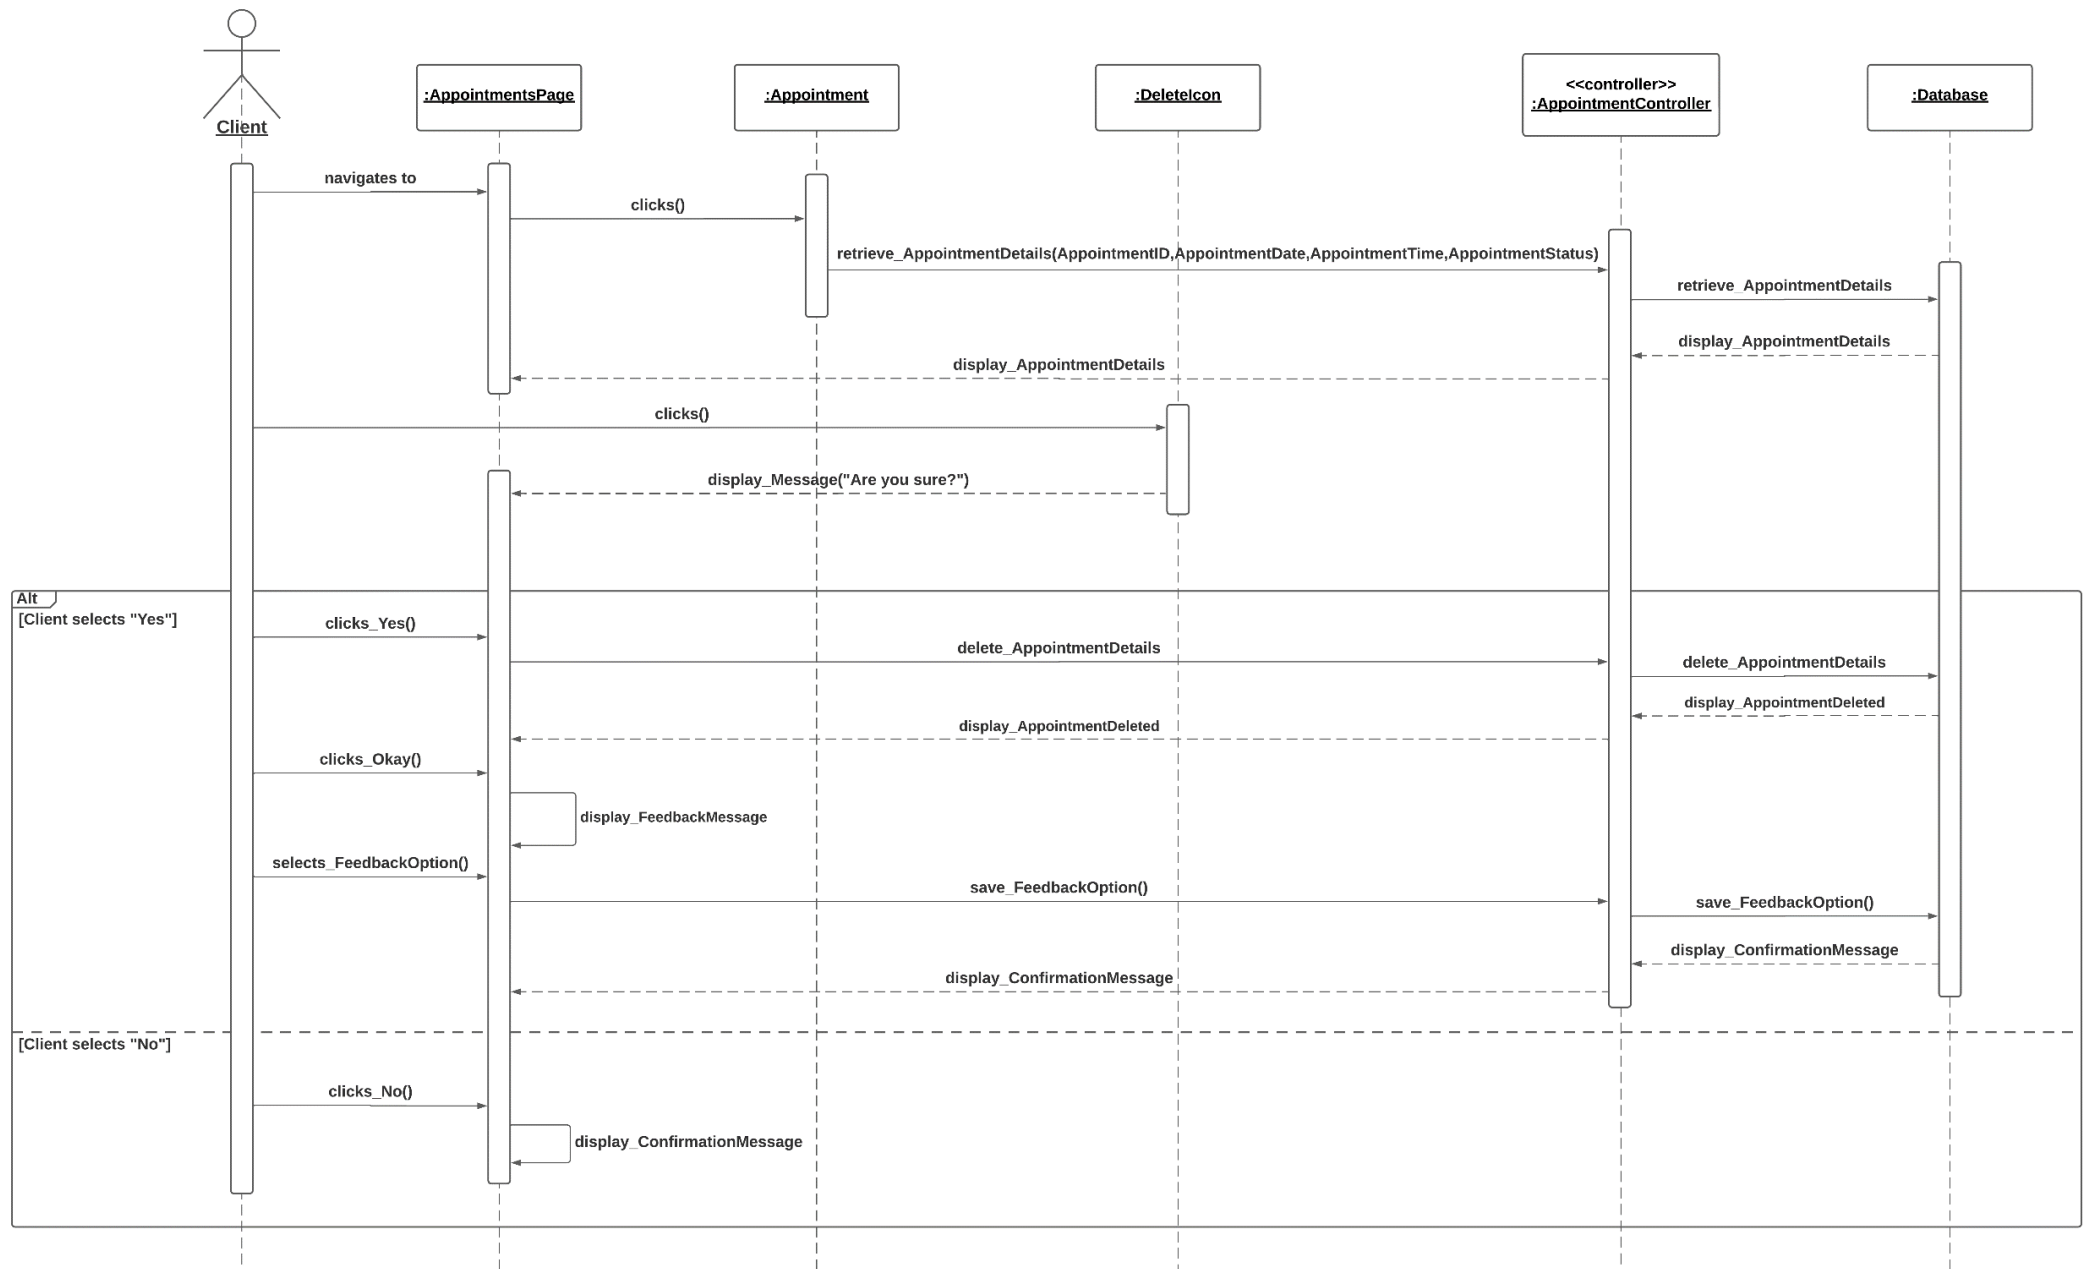 :AppointmentsPage
:Appointment
:DeleteIcon
<<controller>>
:AppointmentController
:Database
Client
navigates to
clicks()
retrieve_AppointmentDetails(AppointmentID,AppointmentDate,AppointmentTime,AppointmentStatus)
retrieve_AppointmentDetails
display_AppointmentDetails
display_AppointmentDetails
clicks()
display_Message("Are you sure?")
Alt
[Client selects "Yes"]
clicks_Yes()
delete_AppointmentDetails
delete_AppointmentDetails
display_AppointmentDeleted
display_AppointmentDeleted
clicks_Okay()
display_FeedbackMessage
selects_FeedbackOption()
save_FeedbackOption()
save_FeedbackOption()
display_ConfirmationMessage
display_ConfirmationMessage
[Client selects "No"]
clicks_No()
display_ConfirmationMessage